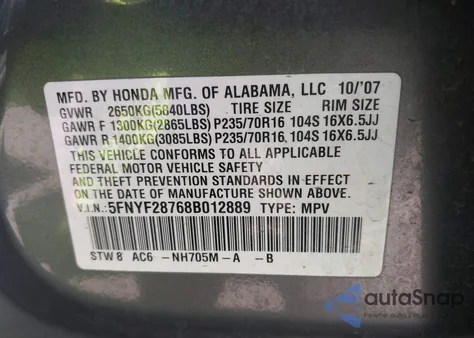 MFD. BY HONDA MFG. OF ALABAMA, LLC 10/'07
GVWR 2650KG(5840LBS) TIRE SIZE RIM SIZE
GAWR F 1300KG(2865LBS) P235/70R16 104S 16X6.5JJ
GAWR R 1400KG(3085LBS) P235/70R16 104S 16X6.5JJ
THIS VEHICLE CONFORMS TO ALL APPLICABLE
FEDERAL MOTOR VEHICLE SAFETY AND THEFT
PREVENTION STANDARDS IN EFFECT
ON THE DATE OF MANUFACTURE SHOWN ABOVE.
V.I.N.:5FNYF28768B012889 TYPE: MPV
STW8 AC6 -NH705M-A -B
autoSnap